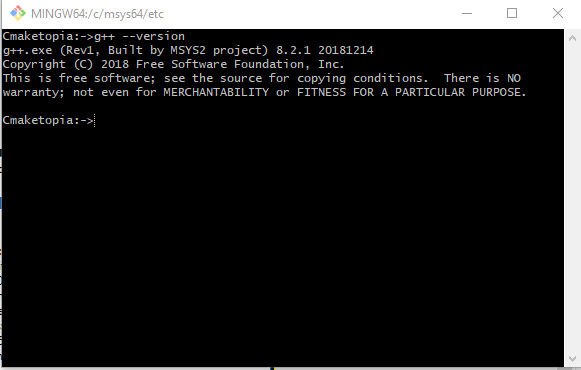 MINGW64:/c/msys64/etc
Cmaketopia:->g++ --version
g++.exe (Rev1, Built by MSYS2 project) 8.2.1 20181214
Copyright (C) 2018 Free Software Foundation, Inc.
This is free software; see the source for copying conditions.  There is NO
warranty; not even for MERCHANTABILITY or FITNESS FOR A PARTICULAR PURPOSE.
Cmaketopia:->